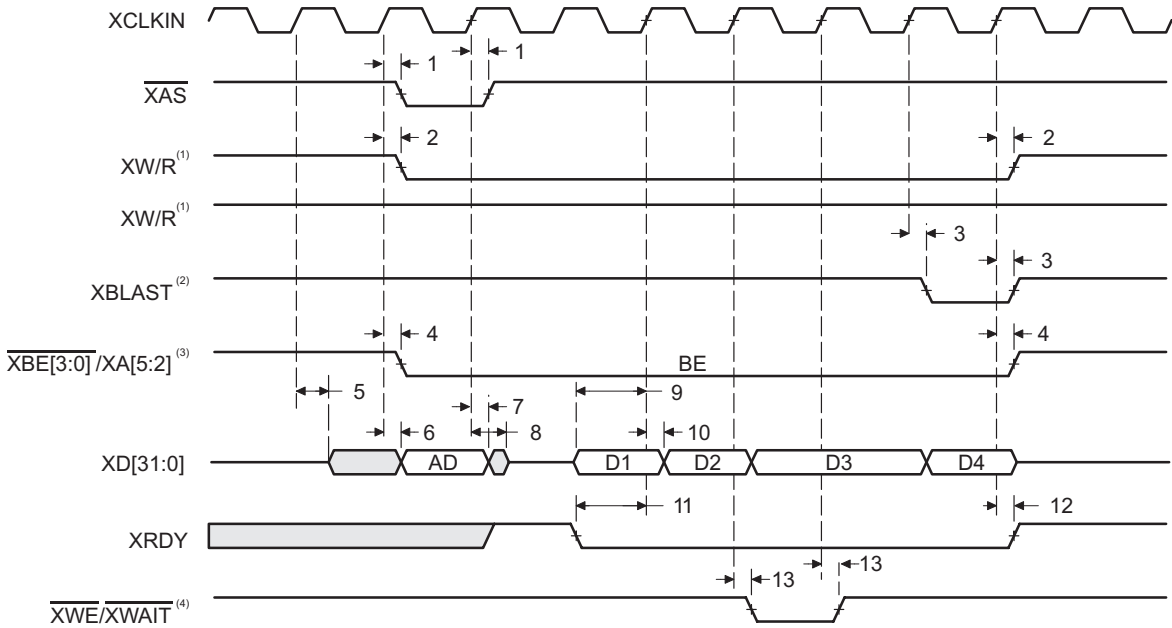 XCLKIN
1 1
XAS
2 2
XW/R(1)
XW/R(1)
3
3
XBLAST(2)
4 4
XBE[3:0]/XA[5:2](3) BE
5 7 9
6 8 10
XD[31:0] AD D1 D2 D3 D4
11 12
XRDY
13 13
XWE/XWAIT(4)